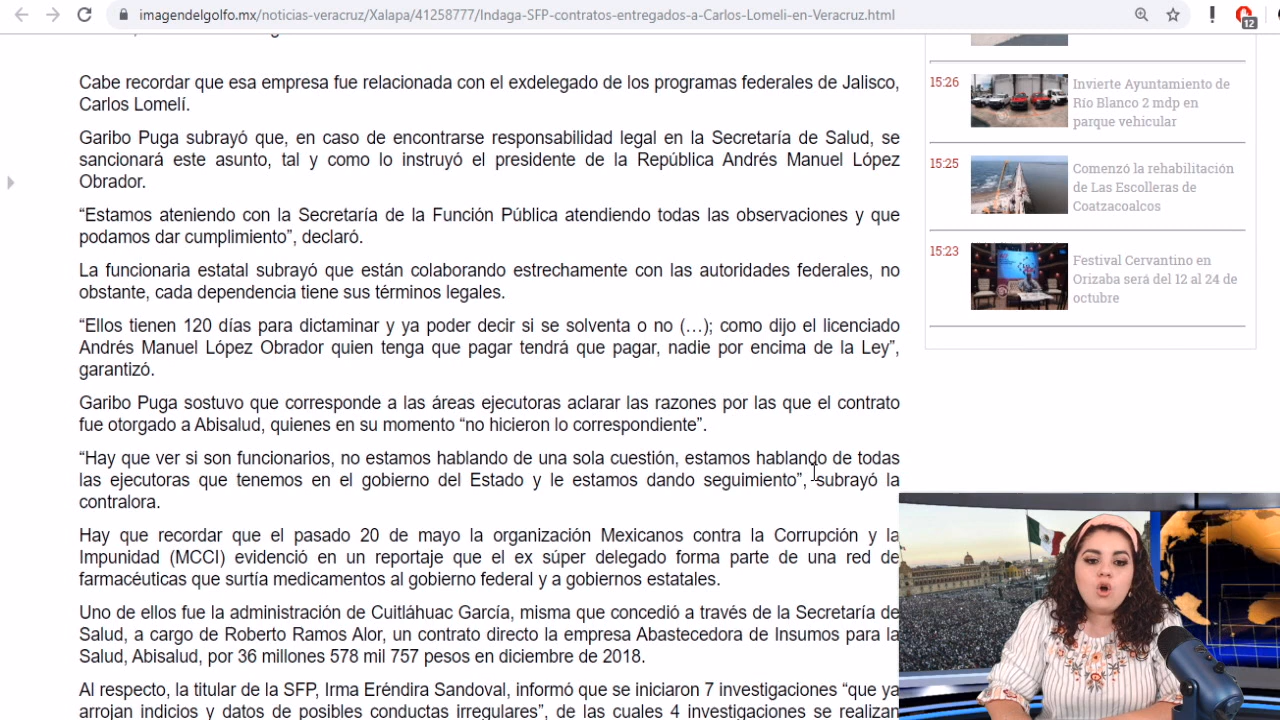 imagendelgolfo.mx/noticias-veracruz/Xalapa/41258777/Indaga-SFP-contratos-entregados-a-Carlos-Lomeli-en-Veracruz.html
12
Cabe recordar que esa empresa fue relacionada con el exdelegado de los programas federales de Jalisco,
Carlos Lomelí.
Garibo Puga subrayó que, en caso de encontrarse responsabilidad legal en la Secretaría de Salud, se
sancionará este asunto, tal y como lo instruyó el presidente de la República Andrés Manuel López
Obrador.
“Estamos ateniendo con la Secretaría de la Función Pública atendiendo todas las observaciones y que
podamos dar cumplimiento”, declaró.
La funcionaria estatal subrayó que están colaborando estrechamente con las autoridades federales, no
obstante, cada dependencia tiene sus términos legales.
“Ellos tienen 120 días para dictaminar y ya poder decir si se solventa o no (…); como dijo el licenciado
Andrés Manuel López Obrador quien tenga que pagar tendrá que pagar, nadie por encima de la Ley”,
garantizó.
Garibo Puga sostuvo que corresponde a las áreas ejecutoras aclarar las razones por las que el contrato
fue otorgado a Abisalud, quienes en su momento “no hicieron lo correspondiente”.
“Hay que ver si son funcionarios, no estamos hablando de una sola cuestión, estamos hablando de todas
las ejecutoras que tenemos en el gobierno del Estado y le estamos dando seguimiento”, subrayó la
contralora.
Hay que recordar que el pasado 20 de mayo la organización Mexicanos contra la Corrupción y la
Impunidad (MCCI) evidenció en un reportaje que el ex súper delegado forma parte de una red de
farmacéuticas que surtía medicamentos al gobierno federal y a gobiernos estatales.
Uno de ellos fue la administración de Cuitláhuac García, misma que concedió a través de la Secretaría de
Salud, a cargo de Roberto Ramos Alor, un contrato directo la empresa Abastecedora de Insumos para la
Salud, Abisalud, por 36 millones 578 mil 757 pesos en diciembre de 2018.
Al respecto, la titular de la SFP, Irma Eréndira Sandoval, informó que se iniciaron 7 investigaciones “que ya
arrojan indicios y datos de posibles conductas irregulares”, de las cuales 4 investigaciones se realizan
15:26
Invierte Ayuntamiento de
Río Blanco 2 mdp en
parque vehicular
15:25
Comenzó la rehabilitación
de Las Escolleras de
Coatzacoalcos
15:23
Festival Cervantino en
Orizaba será del 12 al 24 de
octubre